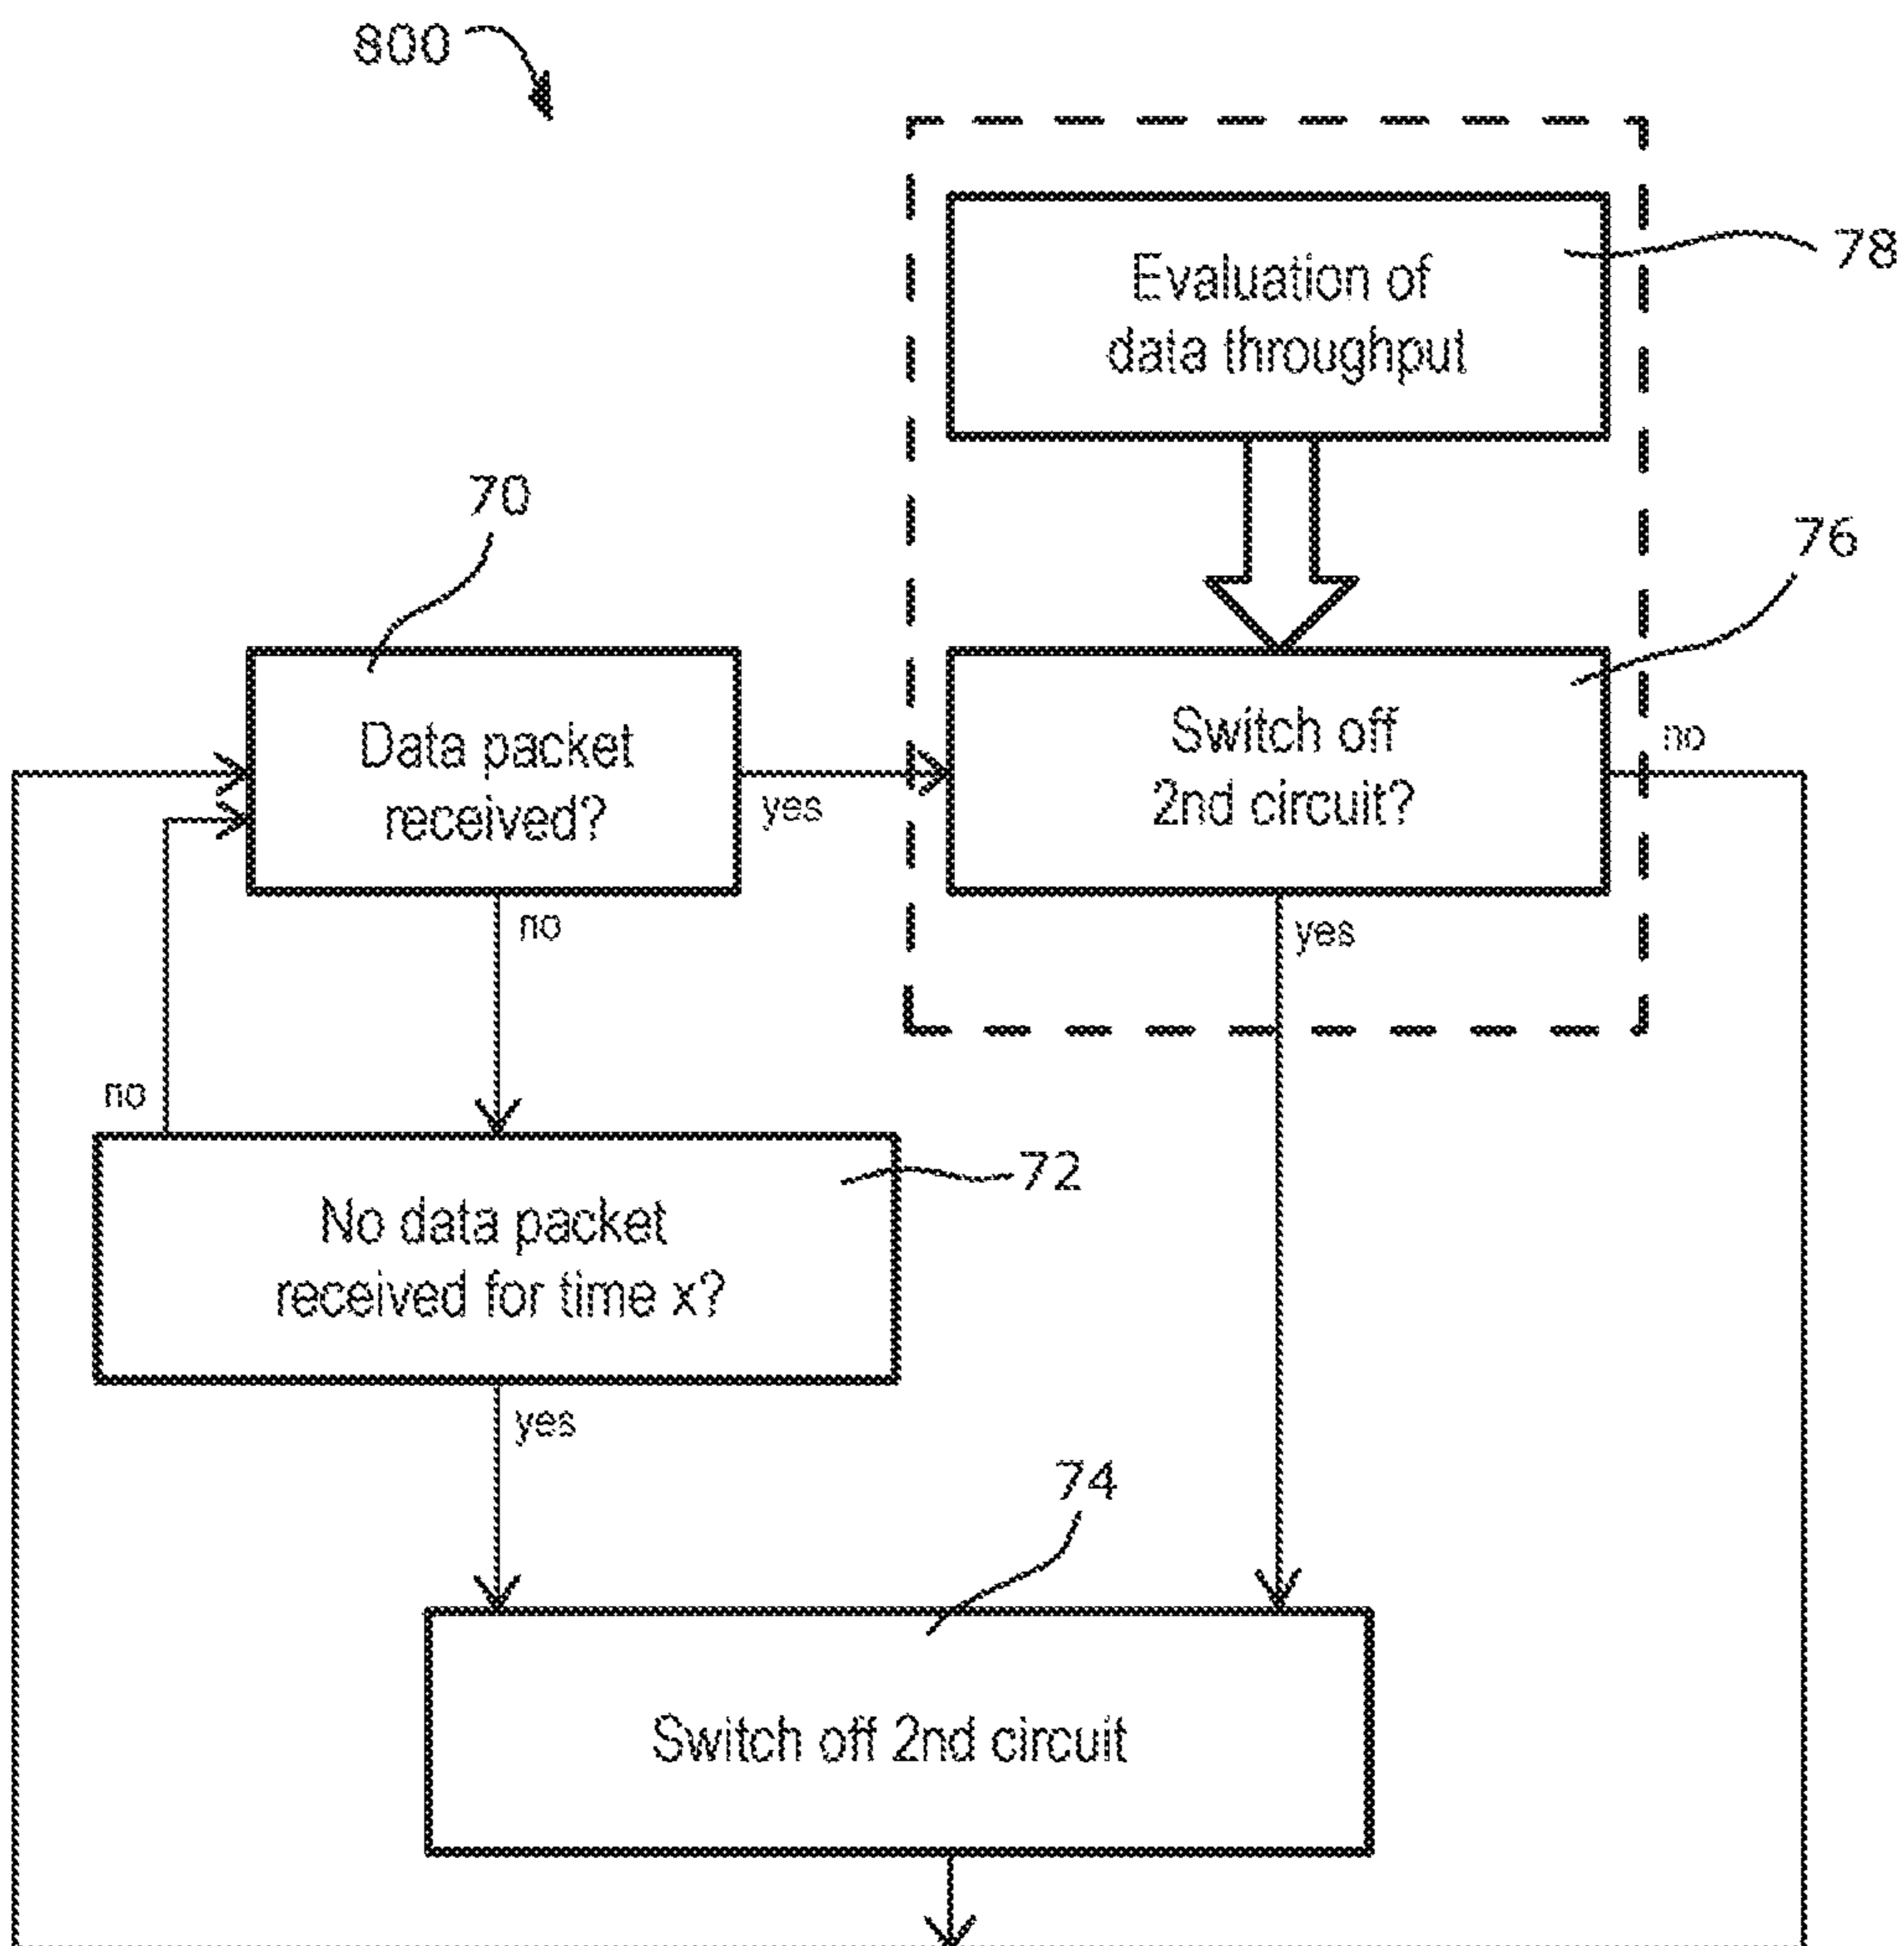 800
Evaluation of
data throughput
78
70
76
Data packet
received?
yes
Switch off
2nd circuit?
no
no
yes
no
72
No data packet
received for time x?
yes
74
Switch off 2nd circuit